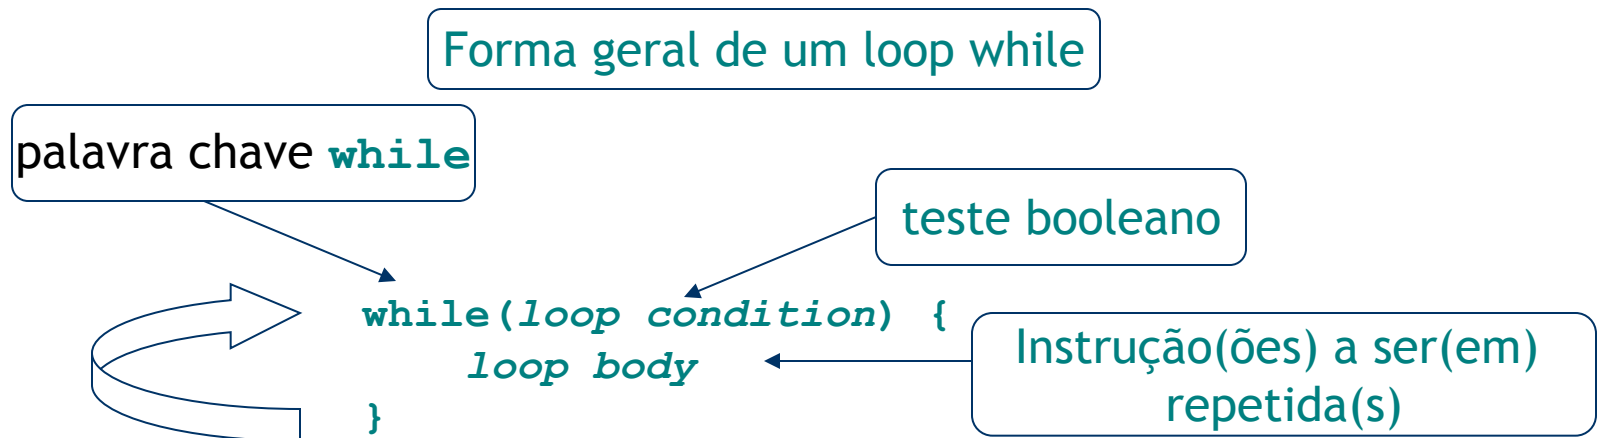 Forma geral de um loop while
palavra chave while
teste booleano
while(loop condition) {
loop body
}
Instrução(ões) a ser(em)
repetida(s)